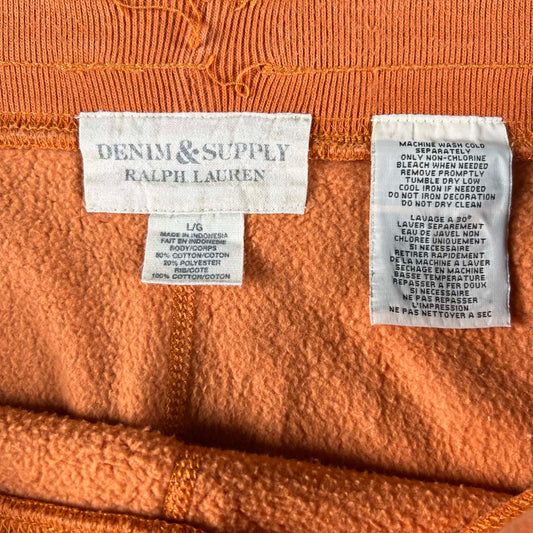 DENIM & SUPPLY
RALPH LAUREN
L/G
MADE IN INDONESIA
FAIT EN INDONESIE
BODY/CORPS
80% COTTON/COTON
20% POLYESTER
RIB/COTE
100% COTTON/COTON
MACHINE WASH COLD
SEPARATELY
ONLY NON-CHLORINE
BLEACH WHEN NEEDED
REMOVE PROMPTLY
TUMBLE DRY LOW
COOL IRON IF NEEDED
DO NOT IRON DECORATION
DO NOT DRY CLEAN
LAVAGE A 30°
LAVER SEPAREMENT
EAU DE JAVEL NON
CHLOREE UNIQUEMENT
SI NECESSAIRE
RETIRER RAPIDEMENT
DE LA MACHINE A LAVER
SECHAGE EN MACHINE
BASSE TEMPERATURE
REPASSER A FER DOUX
SI NECESSAIRE
NE PAS REPASSER
L'IMPRESSION
NE PAS NETTOYER A SEC